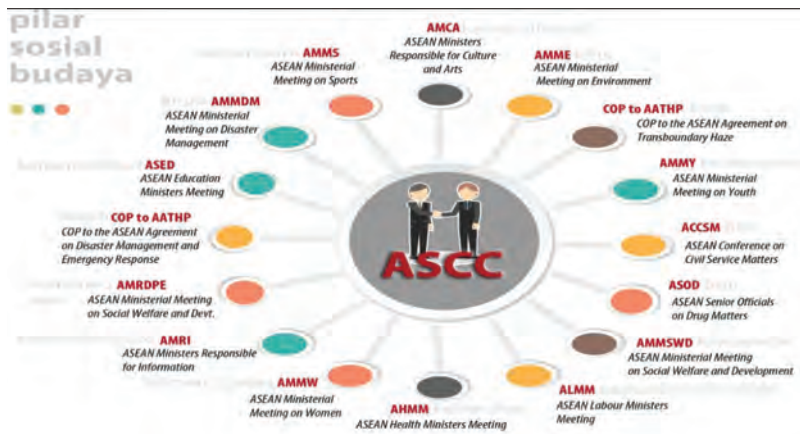 pilar
sosial
budaya
AMCA
ASEAN Ministers
Responsible for Culture
and Arts
AMME
ASEAN Ministerial
Meeting on Environment
COP to AATHP
COP to the ASEAN Agreement on
Transboundary Haze
AMMY
ASEAN Ministerial
Meeting on Youth
ACCSM
ASEAN Conference on
Civil Service Matters
ASOD
ASEAN Senior Officials
on Drug Matters
AMMSWD
ASEAN Ministerial Meeting
on Social Welfare and Development
ALMM
ASEAN Labour Ministers
Meeting
AHMM
ASEAN Health Ministers Meeting
AMMW
ASEAN Ministerial
Meeting on Women
AMRI
ASEAN Ministers Responsible
for Information
AMRDPE
ASEAN Ministerial Meeting
on Social Welfare and Devt.
COP to AATHP
COP to the ASEAN Agreement
on Disaster Management and
Emergency Response
ASED
ASEAN Education
Ministers Meeting
AMMDM
ASEAN Ministerial
Meeting on Disaster
Management
AMMS
ASEAN Ministerial
Meeting on Sports
ASCC